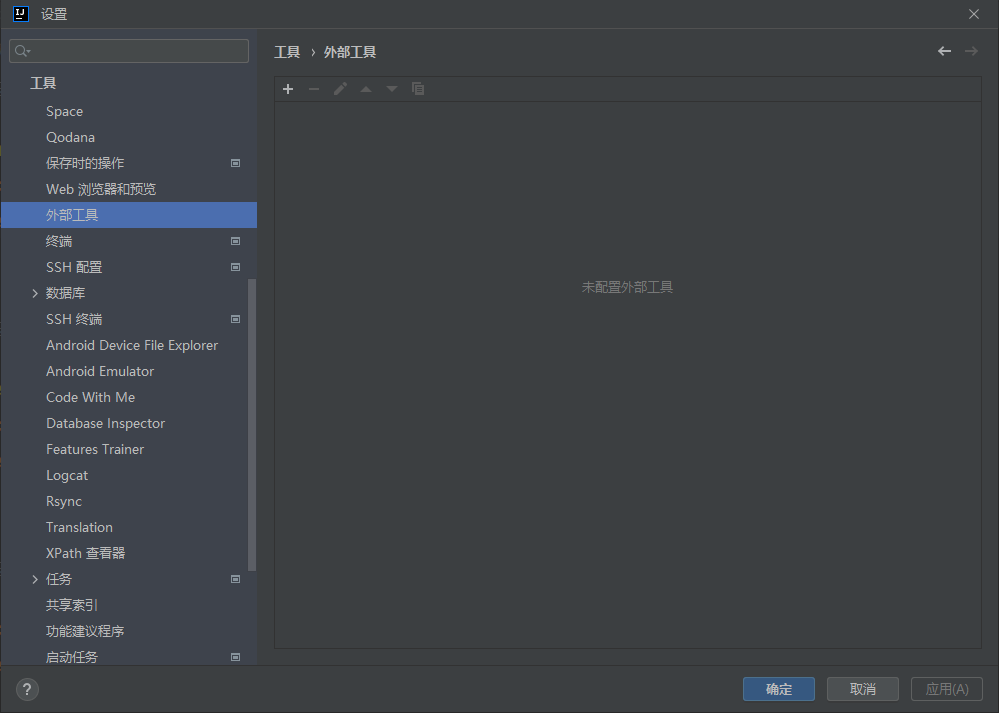 设置
工具
Space
Qodana
保存时的操作
Web 浏览器和预览
外部工具
终端
SSH 配置
数据库
SSH 终端
Android Device File Explorer
Android Emulator
Code With Me
Database Inspector
Features Trainer
Logcat
Rsync
Translation
XPath 查看器
任务
共享索引
功能建议程序
启动任务
工具 › 外部工具
未配置外部工具
?
确定
取消
应用(A)